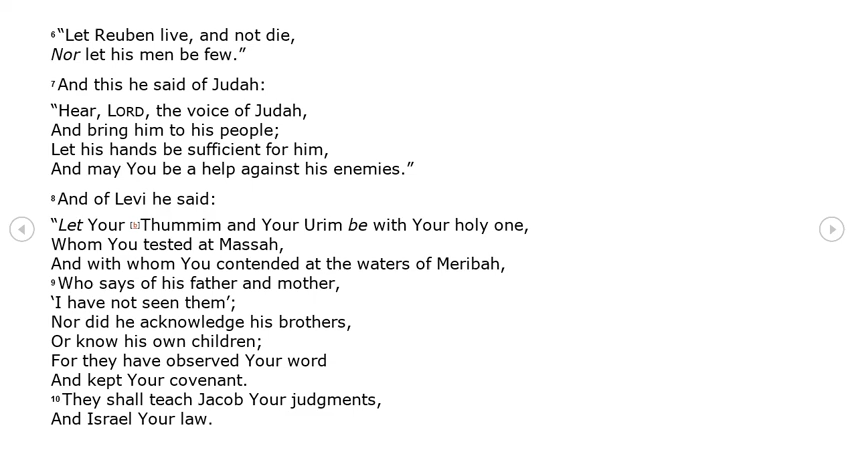 6“Let Reuben live, and not die,
Nor let his men be few.”
7And this he said of Judah:
“Hear, LORD, the voice of Judah,
And bring him to his people;
Let his hands be sufficient for him,
And may You be a help against his enemies.”
8And of Levi he said:
“Let Your [b]Thummim and Your Urim be with Your holy one,
Whom You tested at Massah,
And with whom You contended at the waters of Meribah,
9Who says of his father and mother,
‘I have not seen them’;
Nor did he acknowledge his brothers,
Or know his own children;
For they have observed Your word
And kept Your covenant.
10They shall teach Jacob Your judgments,
And Israel Your law.